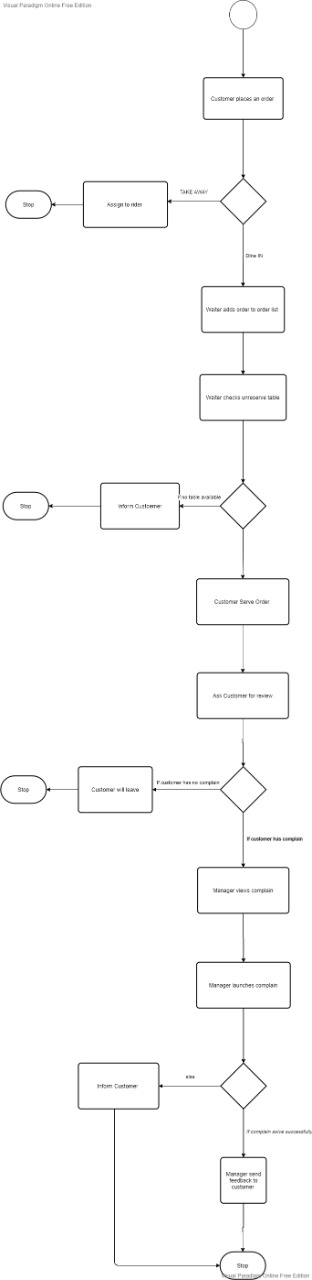 Visual Paradigm Online Free Edition
Customer places an order
TAKE AWAY
Assign to rider
Stop
Dine IN
Waiter adds order to order list
Waiter checks unreserve table
If no table available
Inform Custoemer
Stop
Customer Serve Order
Ask Customer for review
If customer has no complain
Customer will leave
Stop
If customer has complain
Manager views complain
Manager launches complain
else
Inform Customer
If complain solve successfully
Manager send
feedback to
customer
Stop
Visual Paradigm Online Free Edition